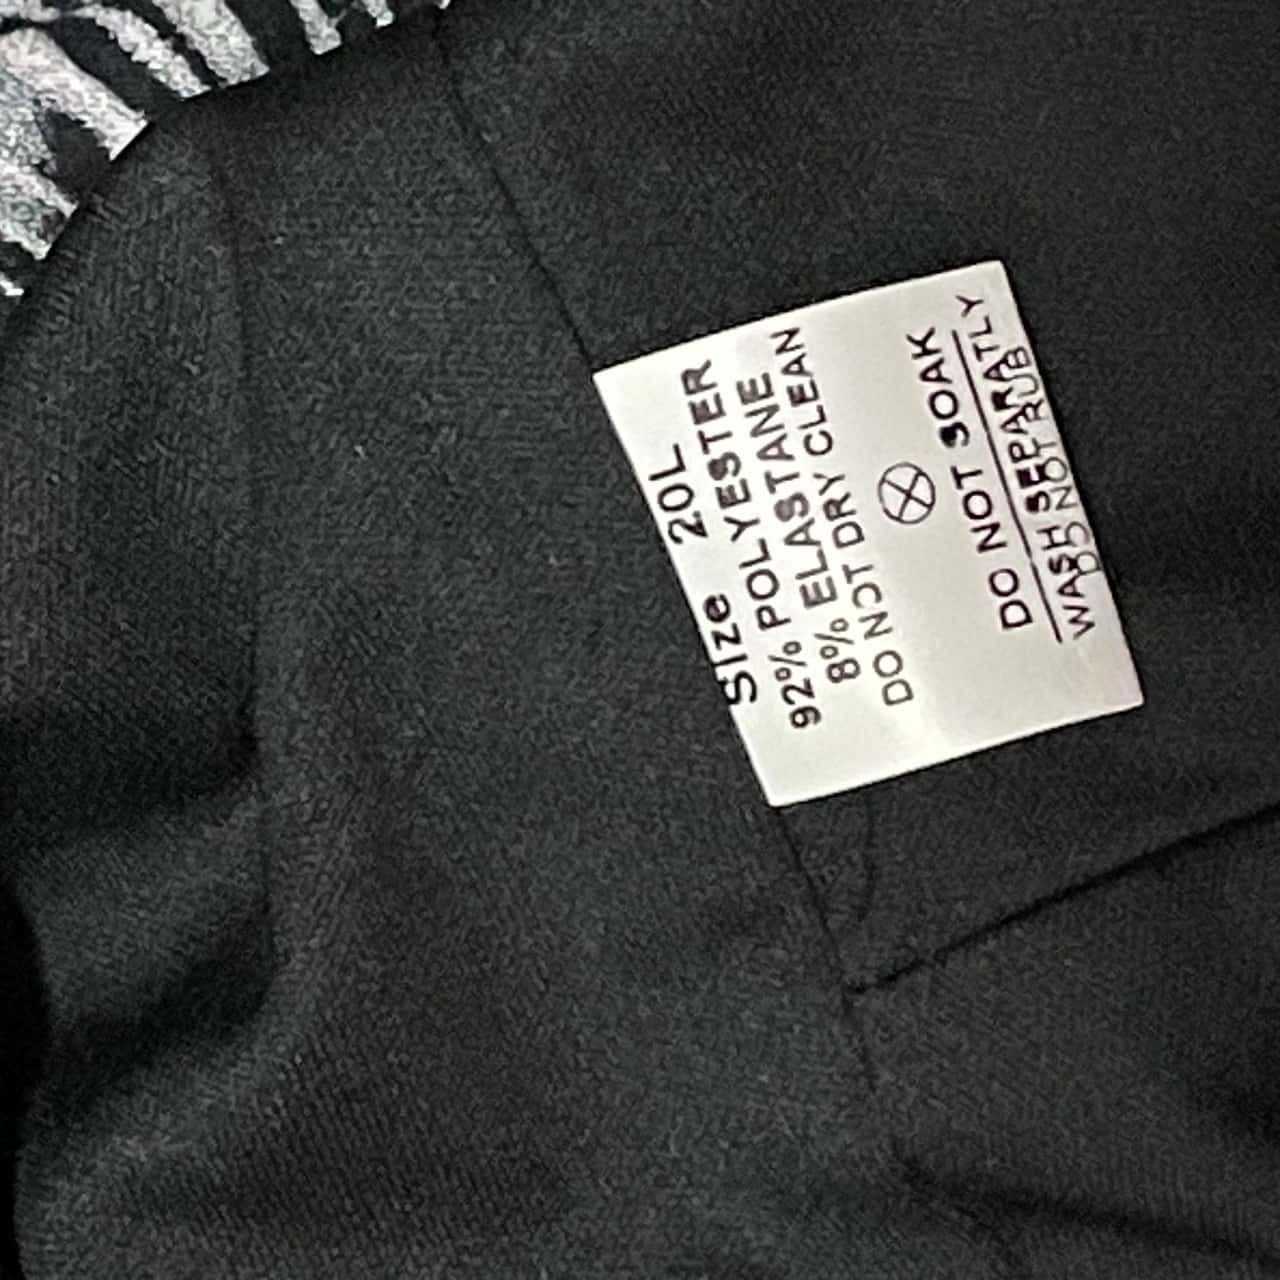 Size 20L
92% POLYESTER
8% ELASTANE
DO NOT DRY CLEAN
DO NOT SOAK
WASH SEPARATLY
DO NOT RUB